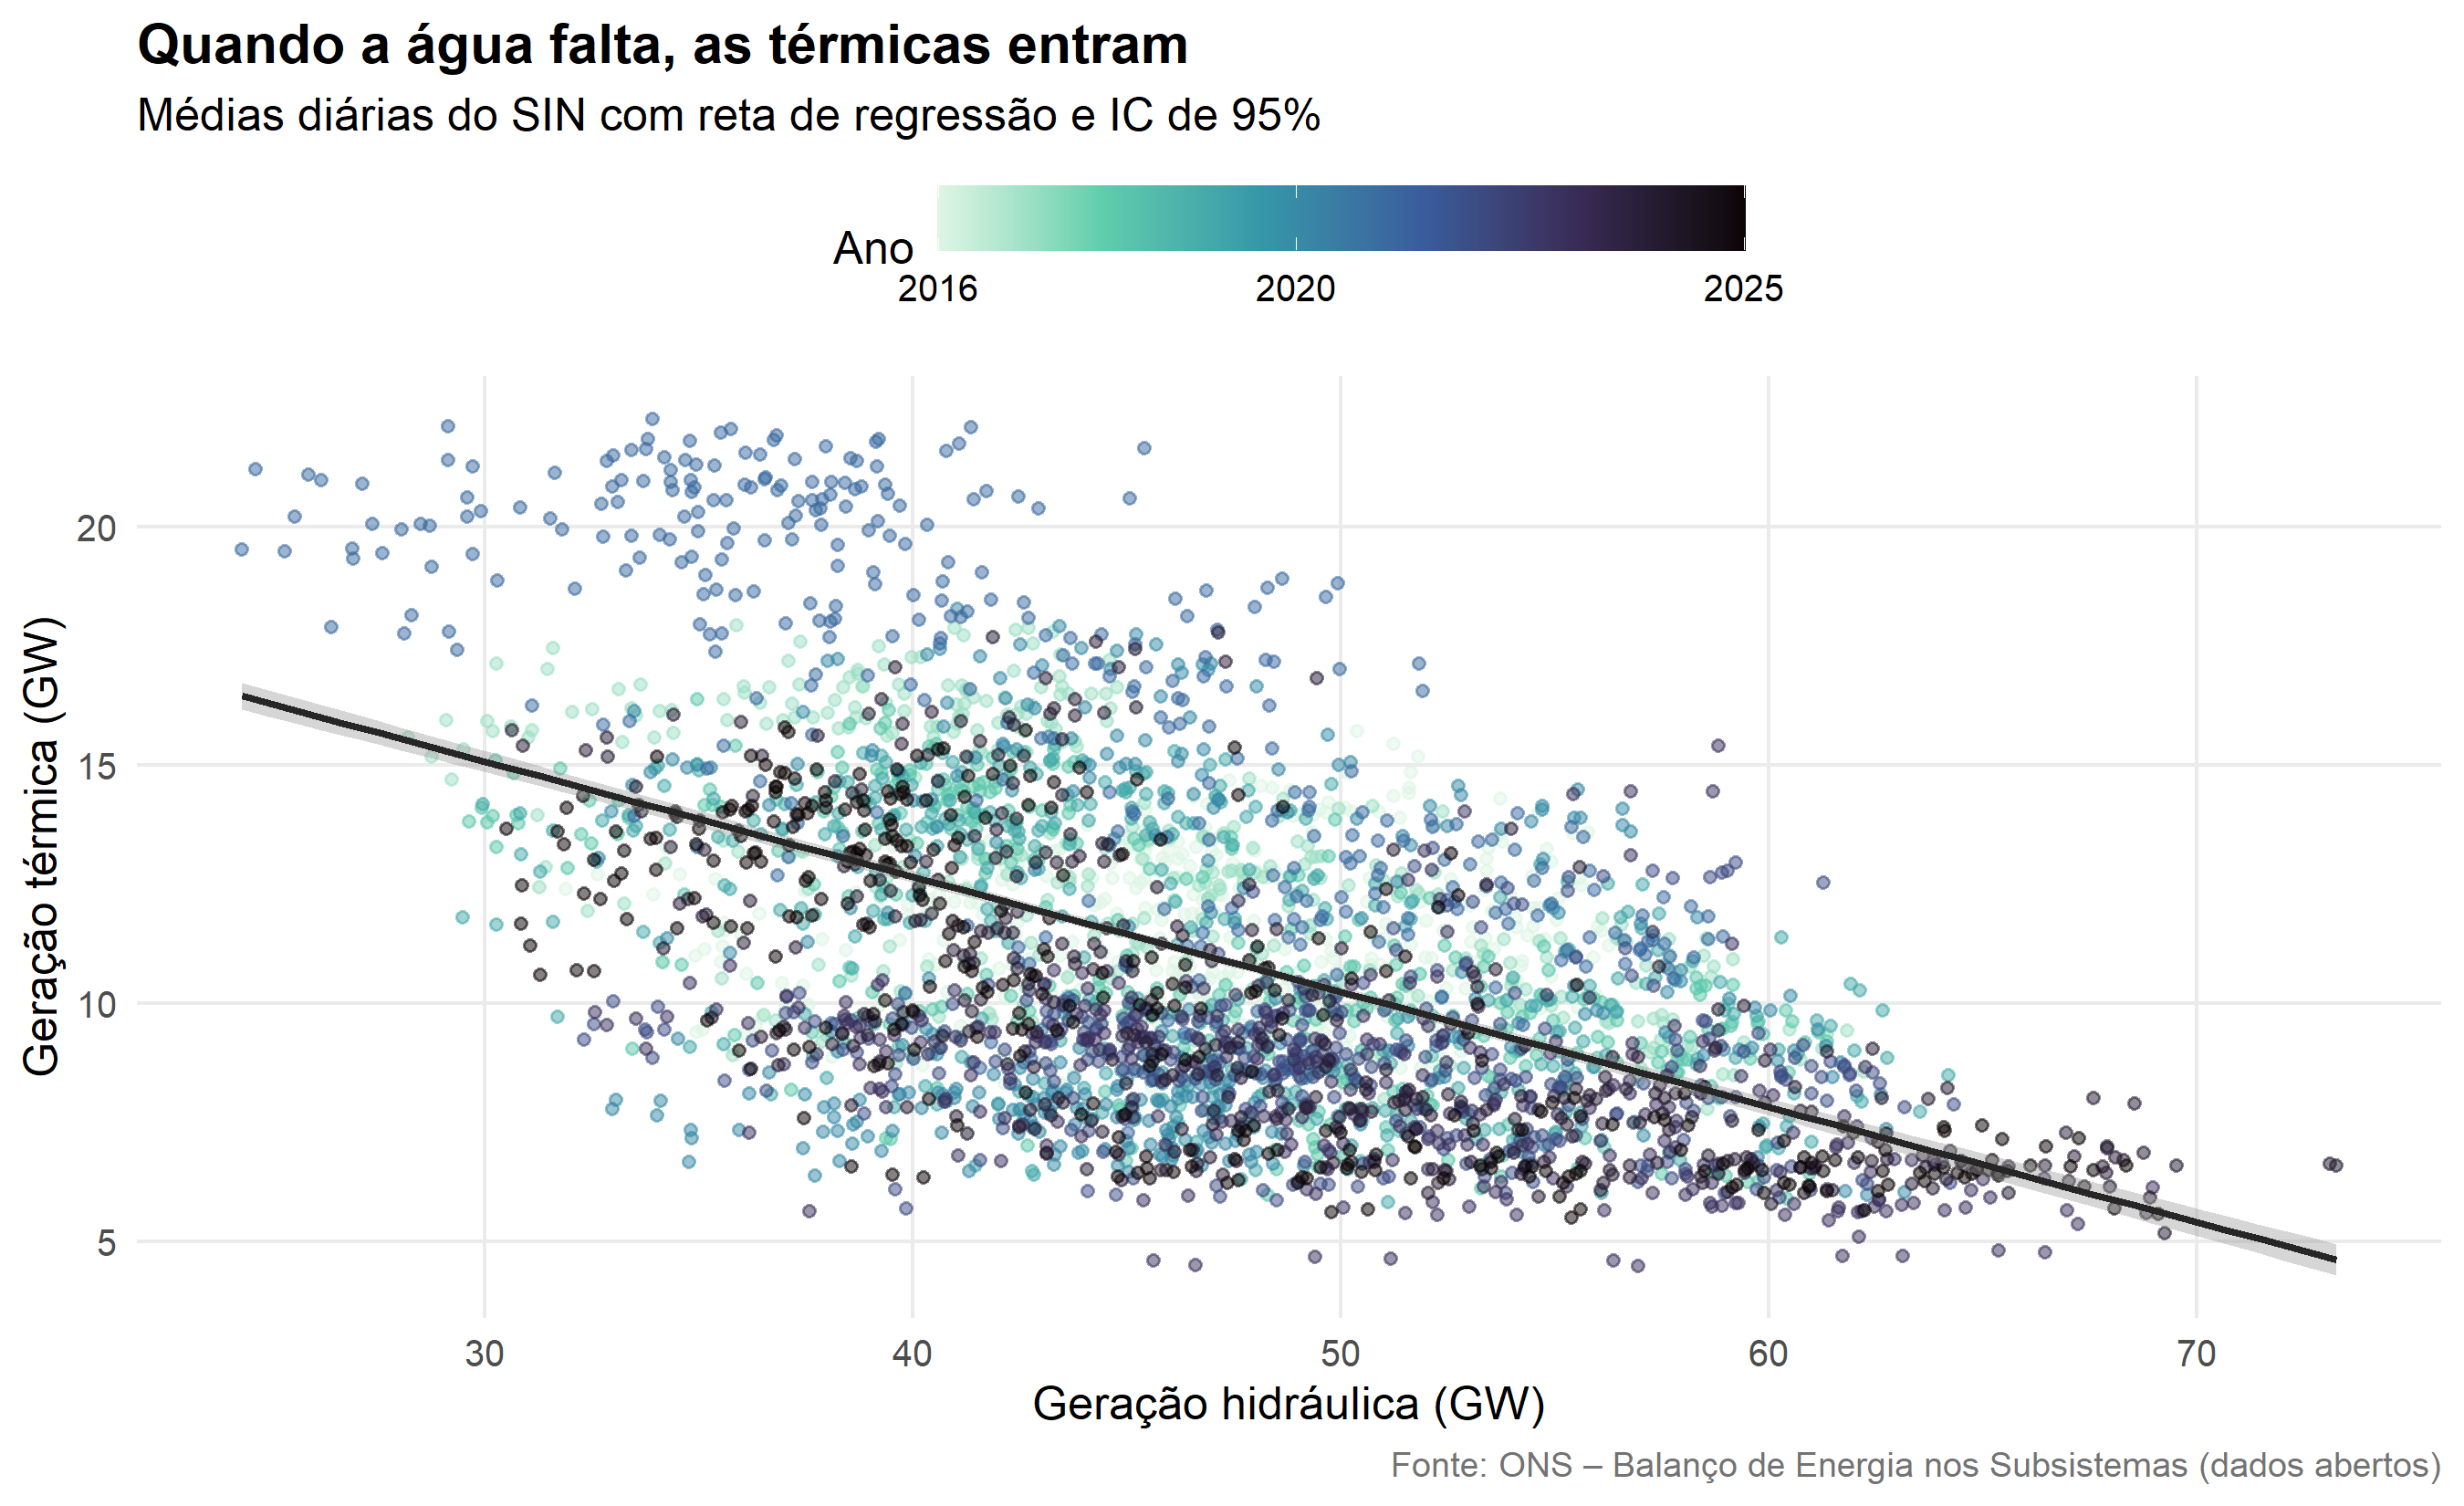 Quando a água falta, as térmicas entram
Médias diárias do SIN com reta de regressão e IC de 95%
Ano
2016 2020 2025
Geração térmica (GW)
20
15
10
5
30 40 50 60 70
Geração hidráulica (GW)
Fonte: ONS – Balanço de Energia nos Subsistemas (dados abertos)